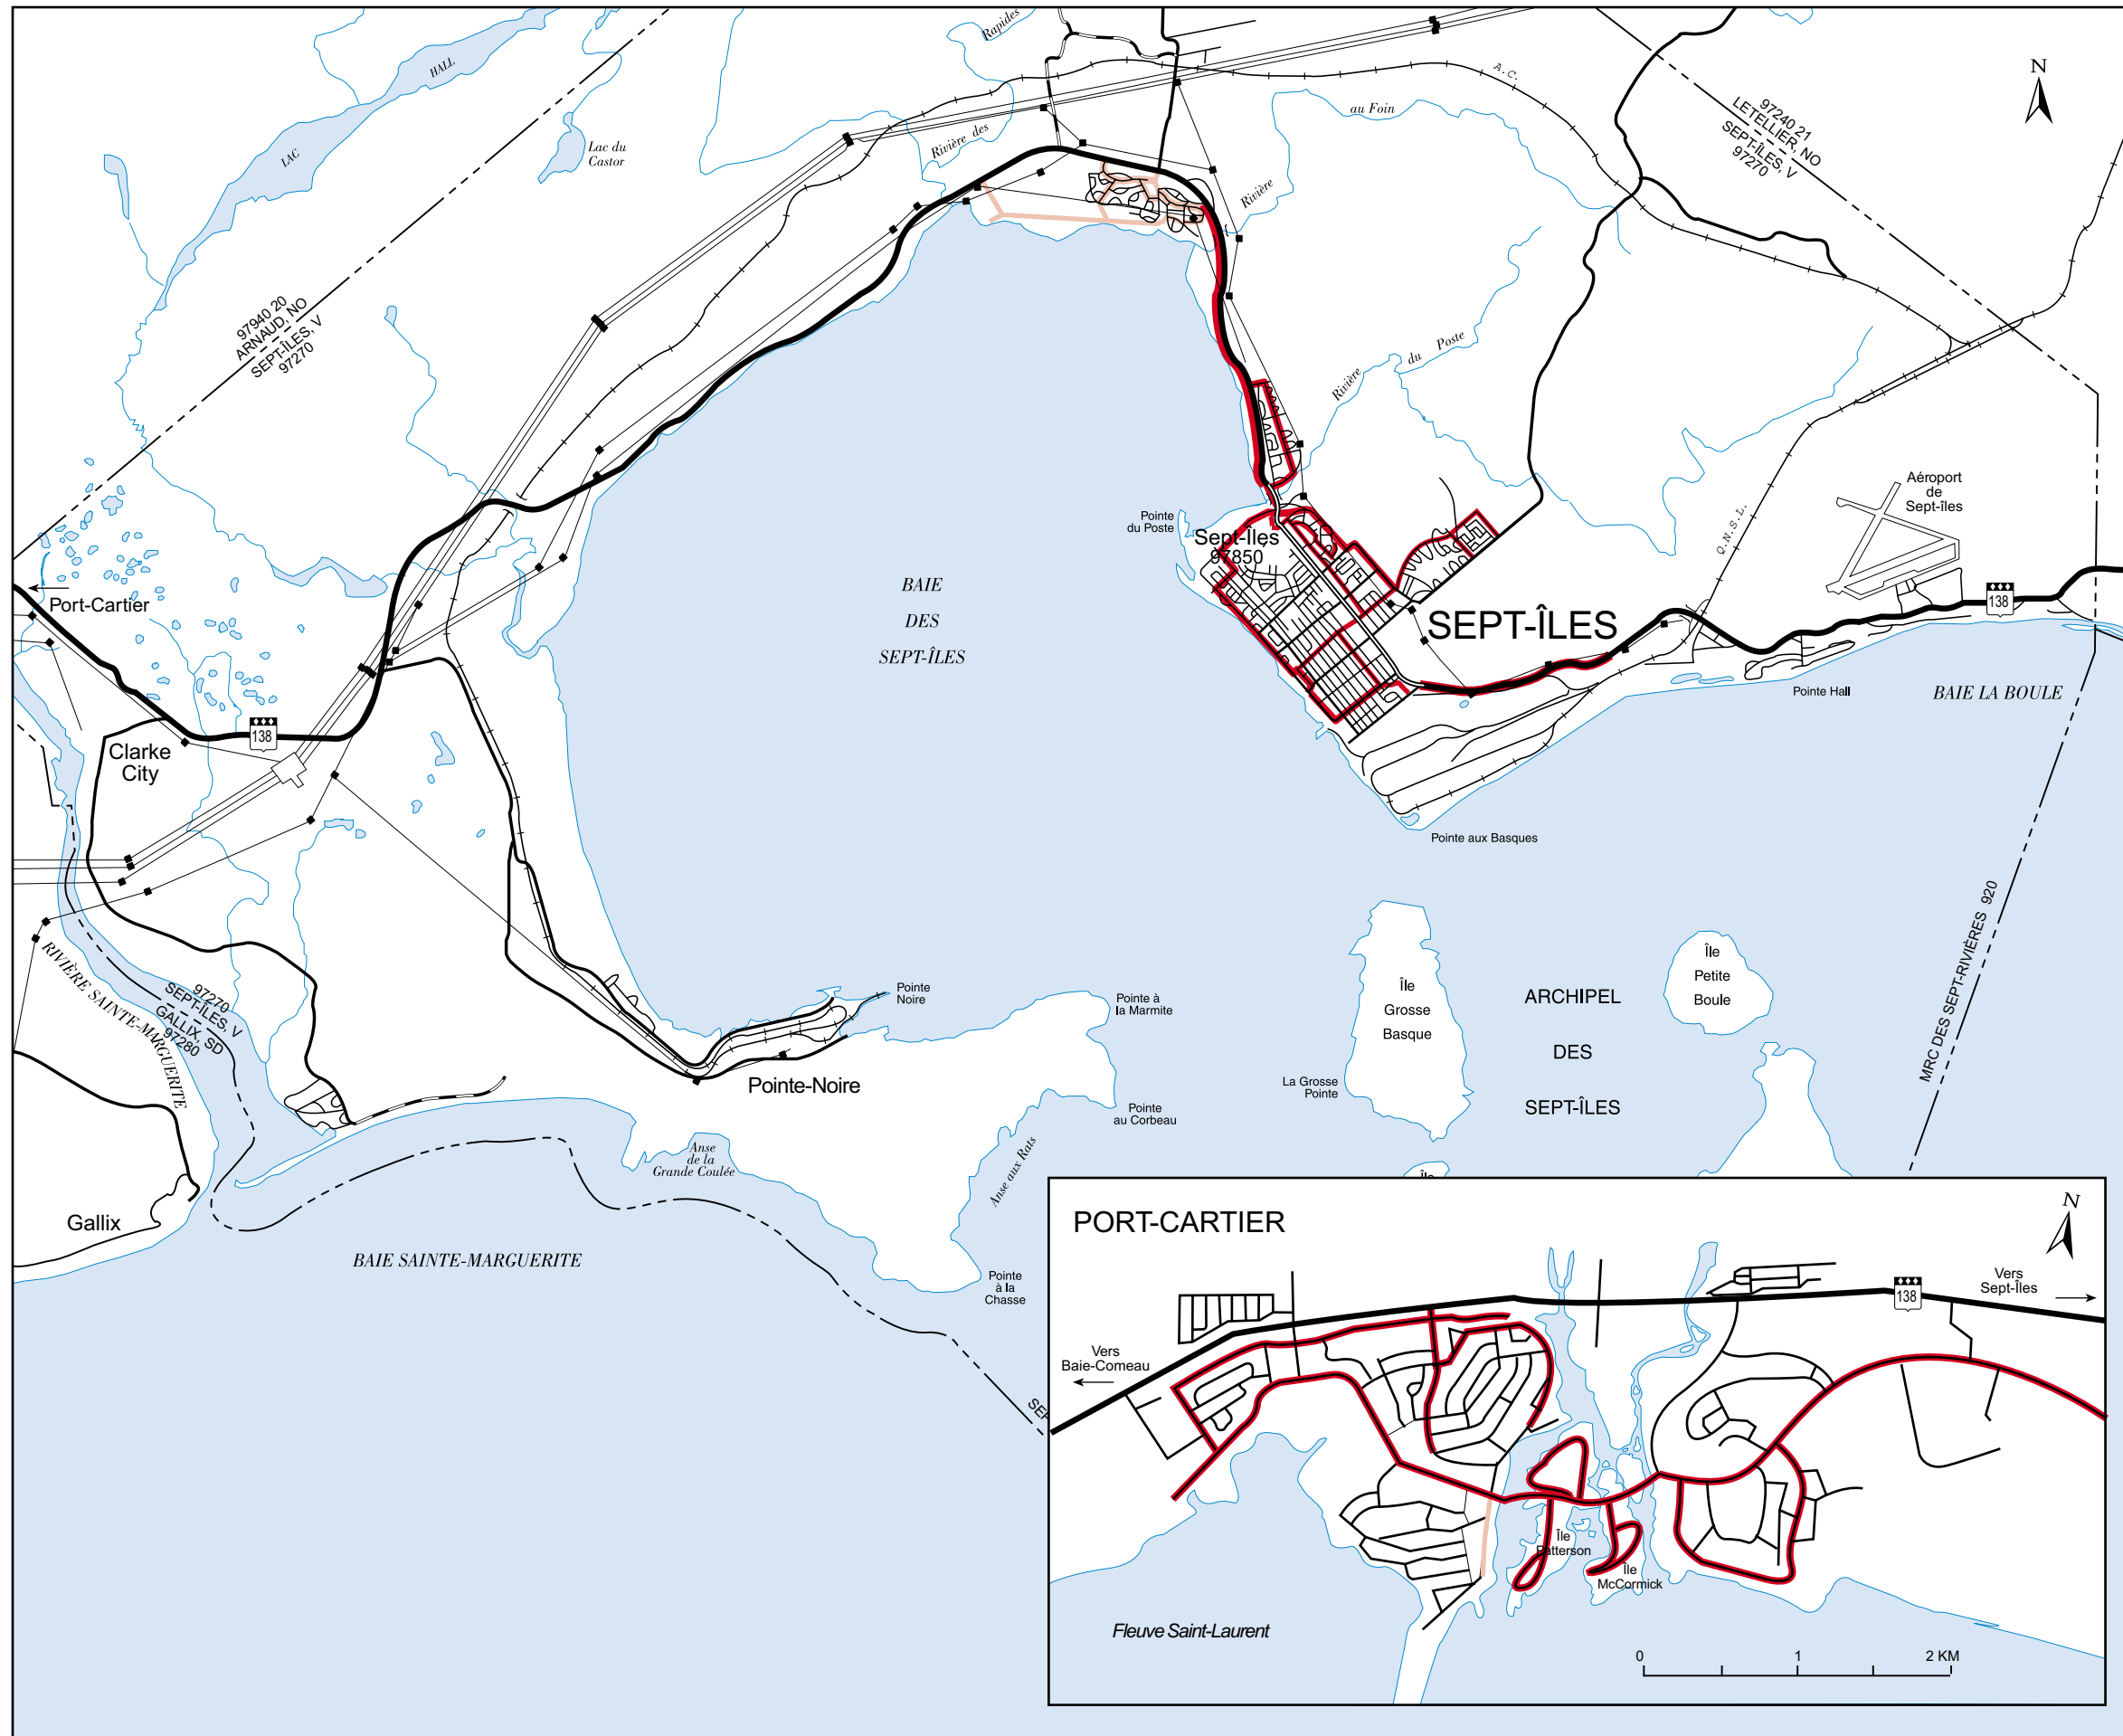 Rapides
HALL
LAC
Lac du
Castor
Rivière des
au Foin
Rivière
A.C.
97240 21
LETELLIER, NO
SEPT-ÎLES, V
97270
N
97940 20
ARNAUD, NO
SEPT-ÎLES, V
97270
Rivière du Poste
Aéroport
de
Sept-îles
Q.N.S.L.
Pointe
du Poste
Sept-Îles
97850
BAIE
DES
SEPT-ÎLES
SEPT-ÎLES
138
Port-Cartier
Pointe Hall
BAIE LA BOULE
138
Clarke
City
Pointe aux Basques
MRC DES SEPT-RIVIÈRES 920
RIVIÈRE SAINTE-MARGUERITE
97270
SEPT-ÎLES, V
GALLIX, SD
97280
Pointe
Noire
Pointe à
la Marmite
Île
Grosse
Basque
ARCHIPEL
DES
SEPT-ÎLES
Île
Petite
Boule
La Grosse
Pointe
Pointe-Noire
Pointe
au Corbeau
Anse
de la
Grande Coulée
Anse aux Rats
Île
Gallix
BAIE SAINTE-MARGUERITE
Pointe
à la
Chasse
SEP
PORT-CARTIER
N
Vers
Sept-Îles
138
Vers
Baie-Comeau
Île
Patterson
Île
McCormick
Fleuve Saint-Laurent
0 1 2 KM